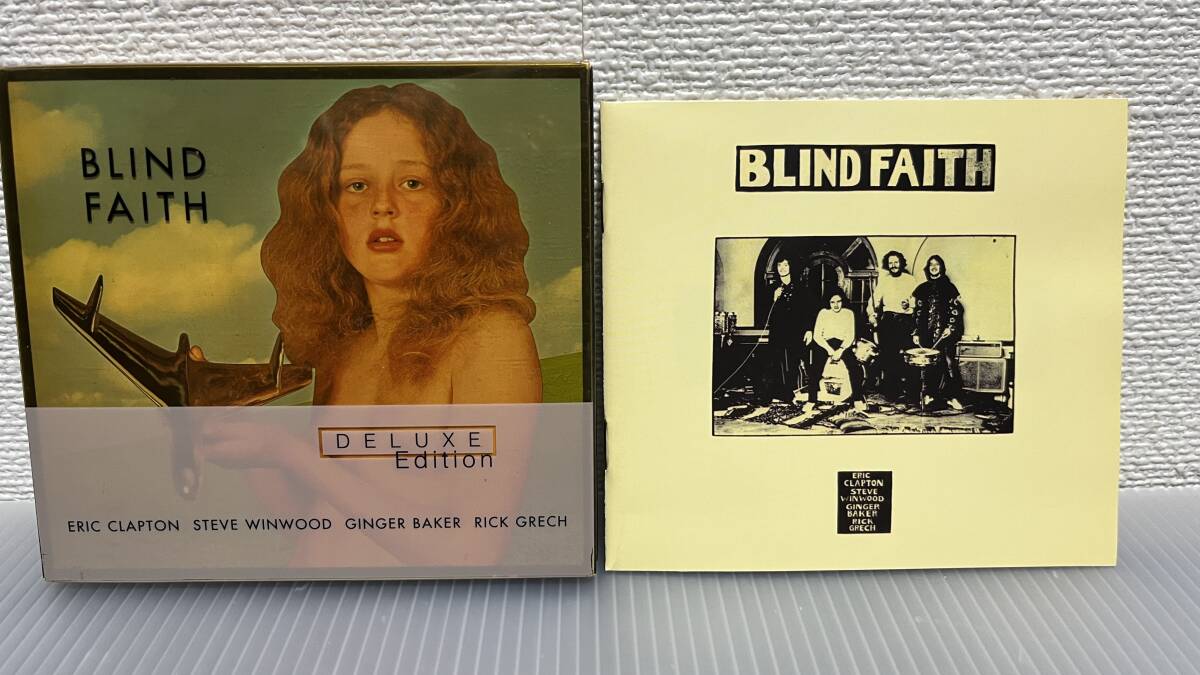 BLIND
FAITH
DELUXE
Edition
ERIC CLAPTON STEVE WINWOOD GINGER BAKER RICK GRECH
BLIND FAITH
ERIC
CLAPTON
STEVE
WINWOOD
GINGER
BAKER
RICK
GRECH